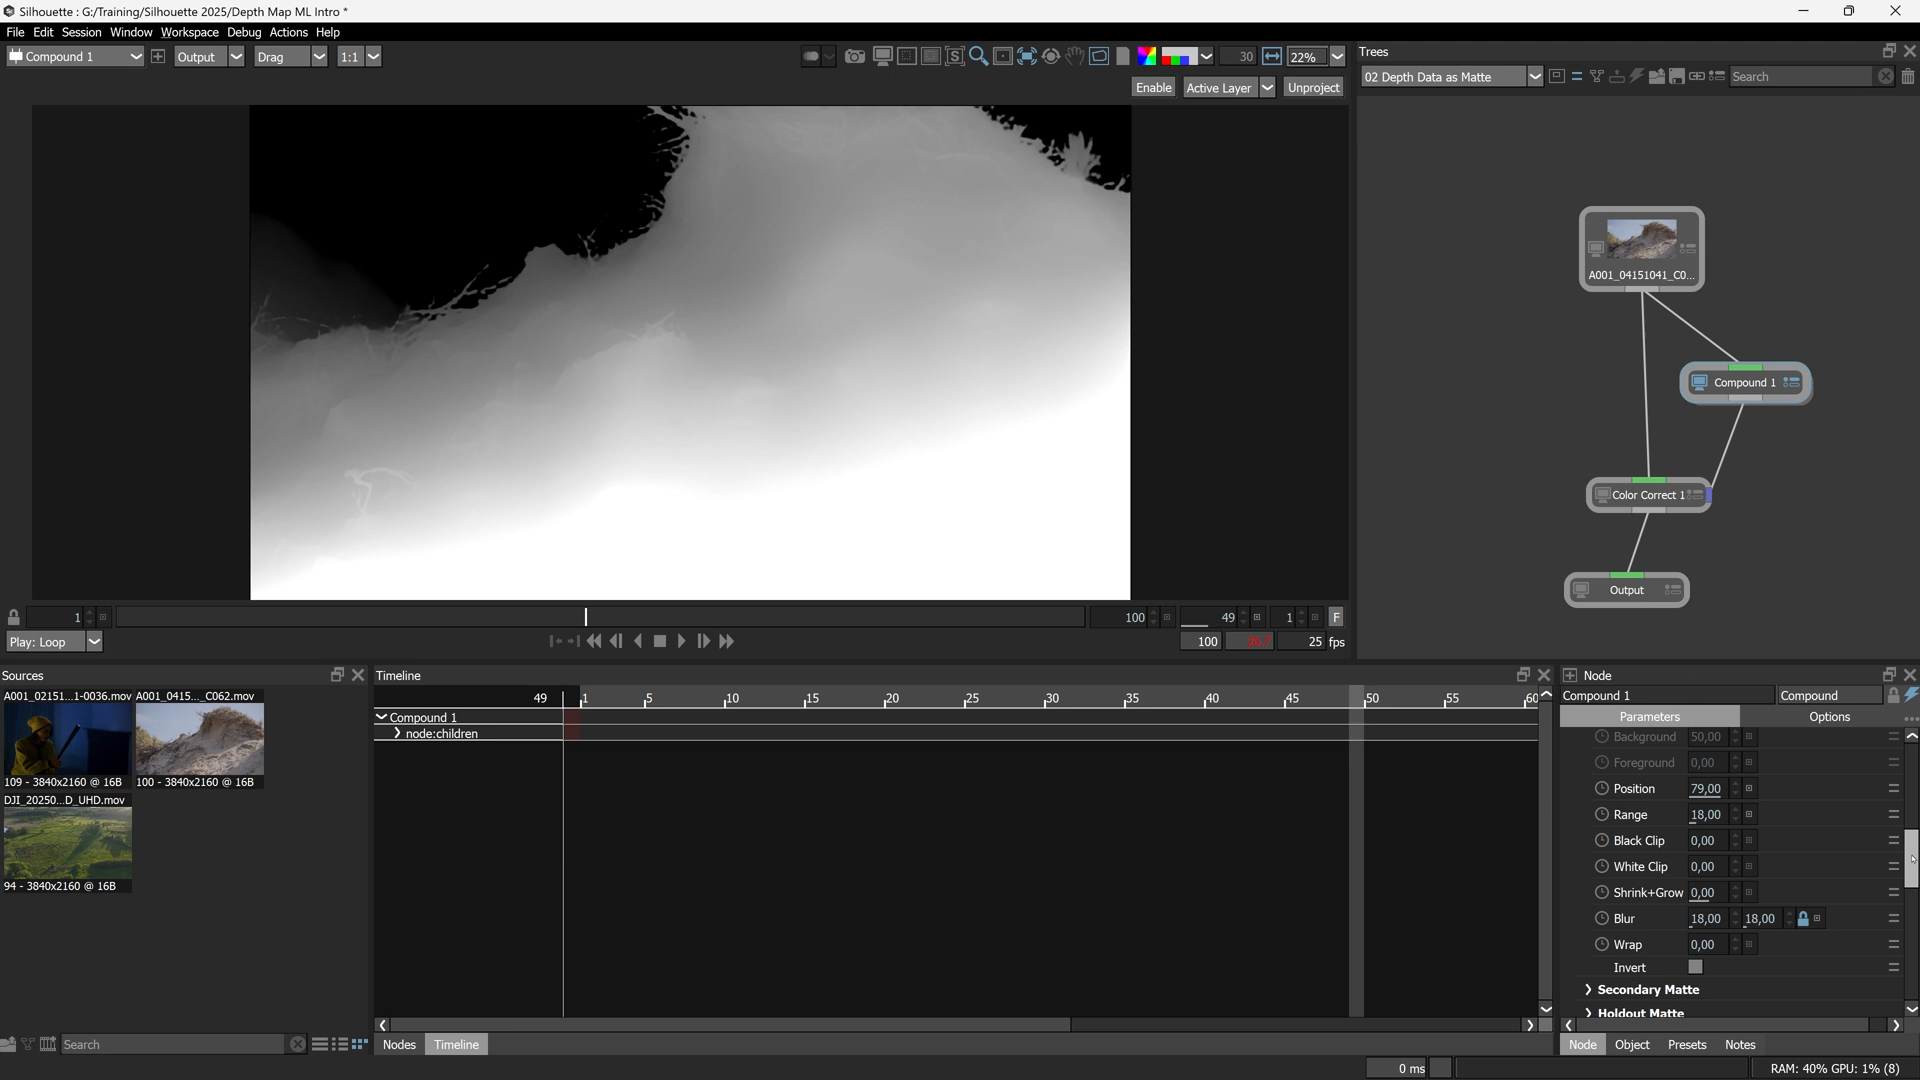 Silhouette : G:/Training/Silhouette 2025/Depth Map ML Intro *
File Edit Session Window Workspace Debug Actions Help
Compound 1 Output Drag 1:1 30 22%
Trees
02 Depth Data as Matte Search
Enable Active Layer Unproject
A001_04151041_C0...
Compound 1
Color Correct 1
Output
1 100 49 1 F
Play: Loop 100 25 fps
Sources
A001_02151...1-0036.mov A001_0415..._C062.mov
109 - 3840x2160 @ 16B 100 - 3840x2160 @ 16B
DJI_20250...D_UHD.mov
94 - 3840x2160 @ 16B
Search
Timeline
49 1 5 10 15 20 25 30 35 40 45 50 55 60
Compound 1
node:children
Nodes Timeline
Node
Compound 1 Compound
Parameters Options
Background 50,00
Foreground 0,00
Position 79,00
Range 18,00
Black Clip 0,00
White Clip 0,00
Shrink+Grow 0,00
Blur 18,00 18,00
Wrap 0,00
Invert
Secondary Matte
Holdout Matte
Node Object Presets Notes
0 ms RAM: 40% GPU: 1% (8)